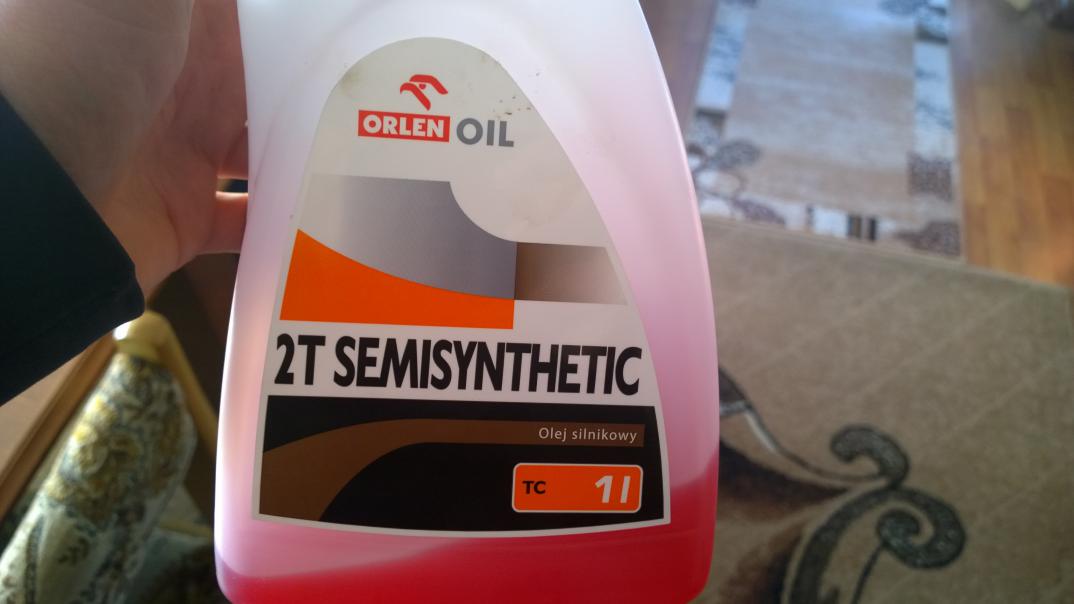 ORLEN OIL
2T SEMISYNTHETIC
Olej silnikowy
TC 1l